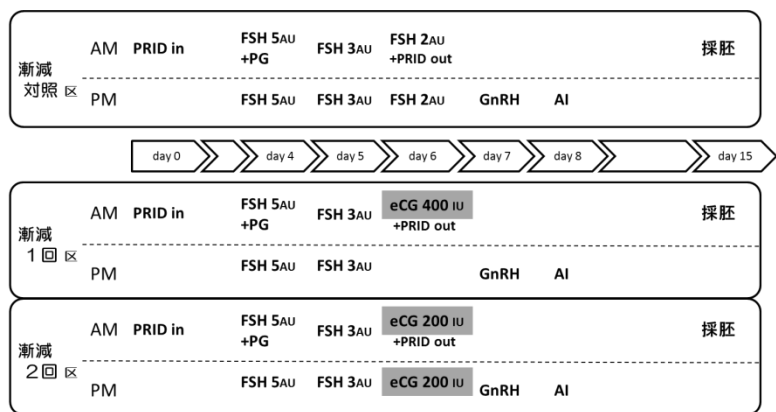 漸減
対照区
AM PRID in FSH 5AU +PG FSH 3AU FSH 2AU +PRID out 採胚
PM FSH 5AU FSH 3AU FSH 2AU GnRH AI
day 0 day 4 day 5 day 6 day 7 day 8 day 15
漸減
1回区
AM PRID in FSH 5AU +PG FSH 3AU eCG 400 IU +PRID out 採胚
PM FSH 5AU FSH 3AU GnRH AI
漸減
2回区
AM PRID in FSH 5AU +PG FSH 3AU eCG 200 IU +PRID out 採胚
PM FSH 5AU FSH 3AU eCG 200 IU GnRH AI